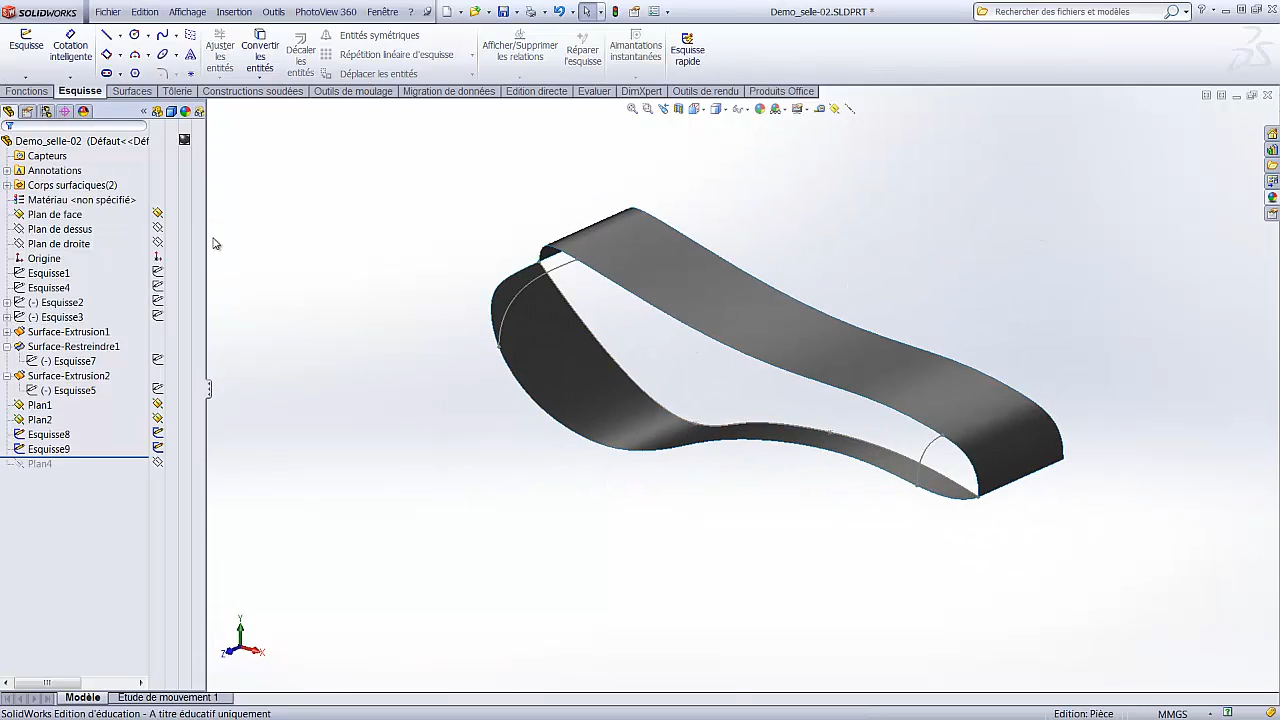 SOLIDWORKS Fichier Edition Affichage Insertion Outils PhotoView 360 Fenêtre ? Demo_selle-02.SLDPRT * Rechercher des fichiers et modèles
Esquisse Cotation intelligente Ajuster les entités Convertir les entités Décaler les entités Entités symétriques Afficher/Supprimer les relations Réparer l'esquisse Aimantations instantanées Esquisse rapide
Répétition linéaire d'esquisse
Déplacer les entités
Fonctions Esquisse Surfaces Tôlerie Constructions soudées Outils de moulage Migration de données Edition directe Evaluer DimXpert Outils de rendu Produits Office
Demo_selle-02 (Défaut<<Déf
Capteurs
Annotations
Corps surfaciques(2)
Matériau <non spécifié>
Plan de face
Plan de dessus
Plan de droite
Origine
Esquisse1
Esquisse4
(-) Esquisse2
(-) Esquisse3
Surface-Extrusion1
Surface-Restreindre1
(-) Esquisse7
Surface-Extrusion2
(-) Esquisse5
Plan1
Plan2
Esquisse8
Esquisse9
Plan4
Y
Z X
Modèle Etude de mouvement 1
SolidWorks Edition d'éducation - A titre éducatif uniquement Edition: Pièce MMGS